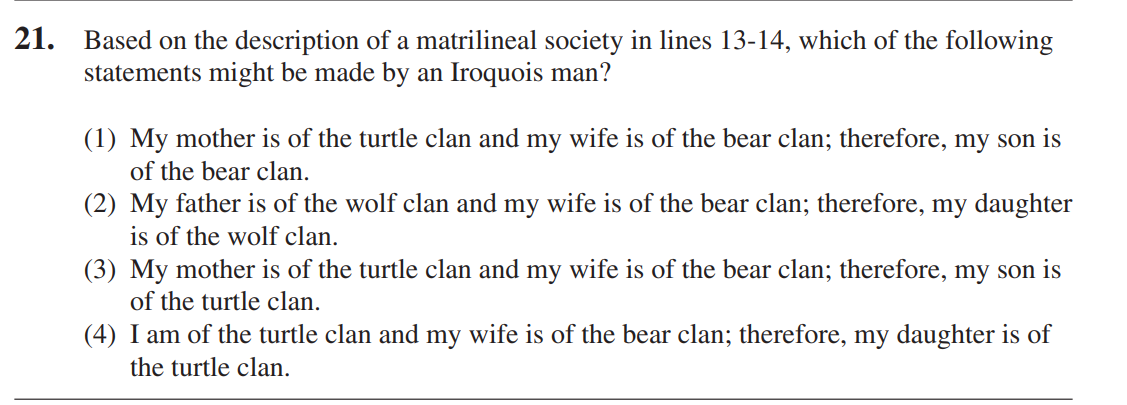 21. Based on the description of a matrilineal society in lines 13-14, which of the following
statements might be made by an Iroquois man?
(1) My mother is of the turtle clan and my wife is of the bear clan; therefore, my son is
of the bear clan.
(2) My father is of the wolf clan and my wife is of the bear clan; therefore, my daughter
is of the wolf clan.
(3) My mother is of the turtle clan and my wife is of the bear clan; therefore, my son is
of the turtle clan.
(4) I am of the turtle clan and my wife is of the bear clan; therefore, my daughter is of
the turtle clan.